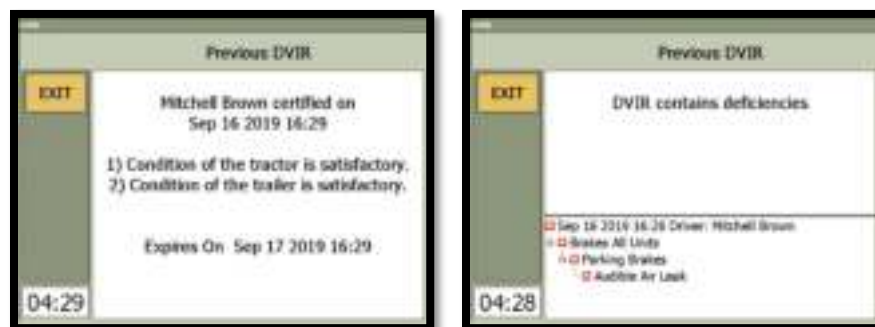 Previous DVIR
EXIT
Mitchell Brown certified on
Sep 16 2019 16:29
1) Condition of the tractor is satisfactory.
2) Condition of the trailer is satisfactory.
Expires On Sep 17 2019 16:29
04:29
Previous DVIR
EXIT
DVIR contains deficiencies
Sep 16 2019 16:26 Driver: Mitchell Brown
Brakes All Units
Parking Brakes
Audible Air Leak
04:28